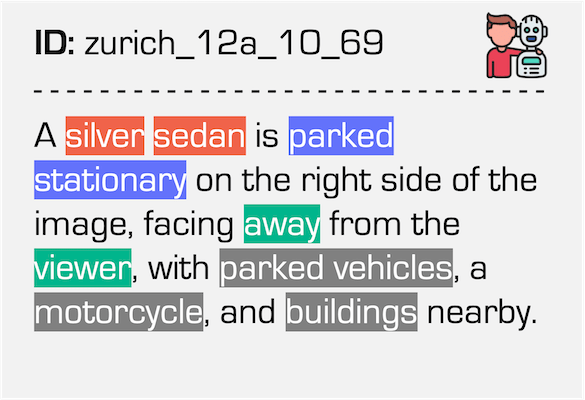 ID: zurich_12a_10_69
A silver sedan is parked
stationary on the right side of the
image, facing away from the
viewer, with parked vehicles, a
motorcycle, and buildings nearby.